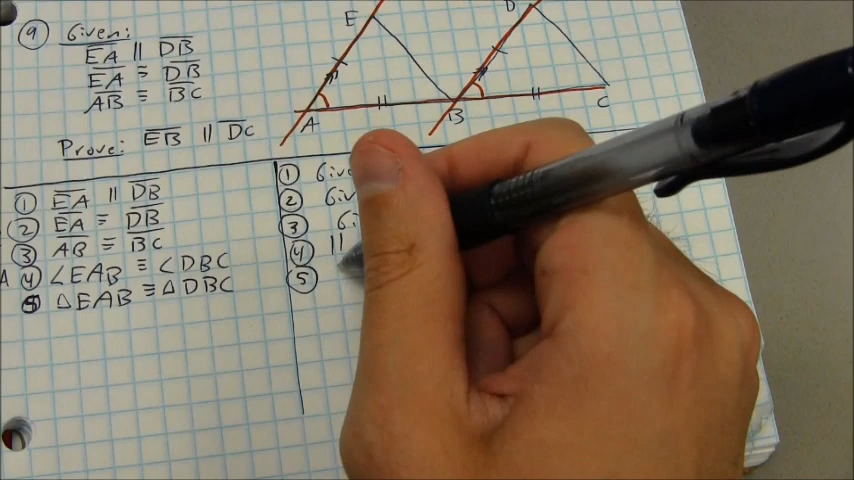 ⑨ Given:
EA || DB
EA ≅ DB
AB ≅ BC
Prove: EB || DC
E
D
A
B
C
① EA || DB
② EA ≅ DB
③ AB ≅ BC
A ④ ∠EAB ≅ ∠DBC
⑤ △EAB ≅ △DBC
①
②
③
④ ||
⑤